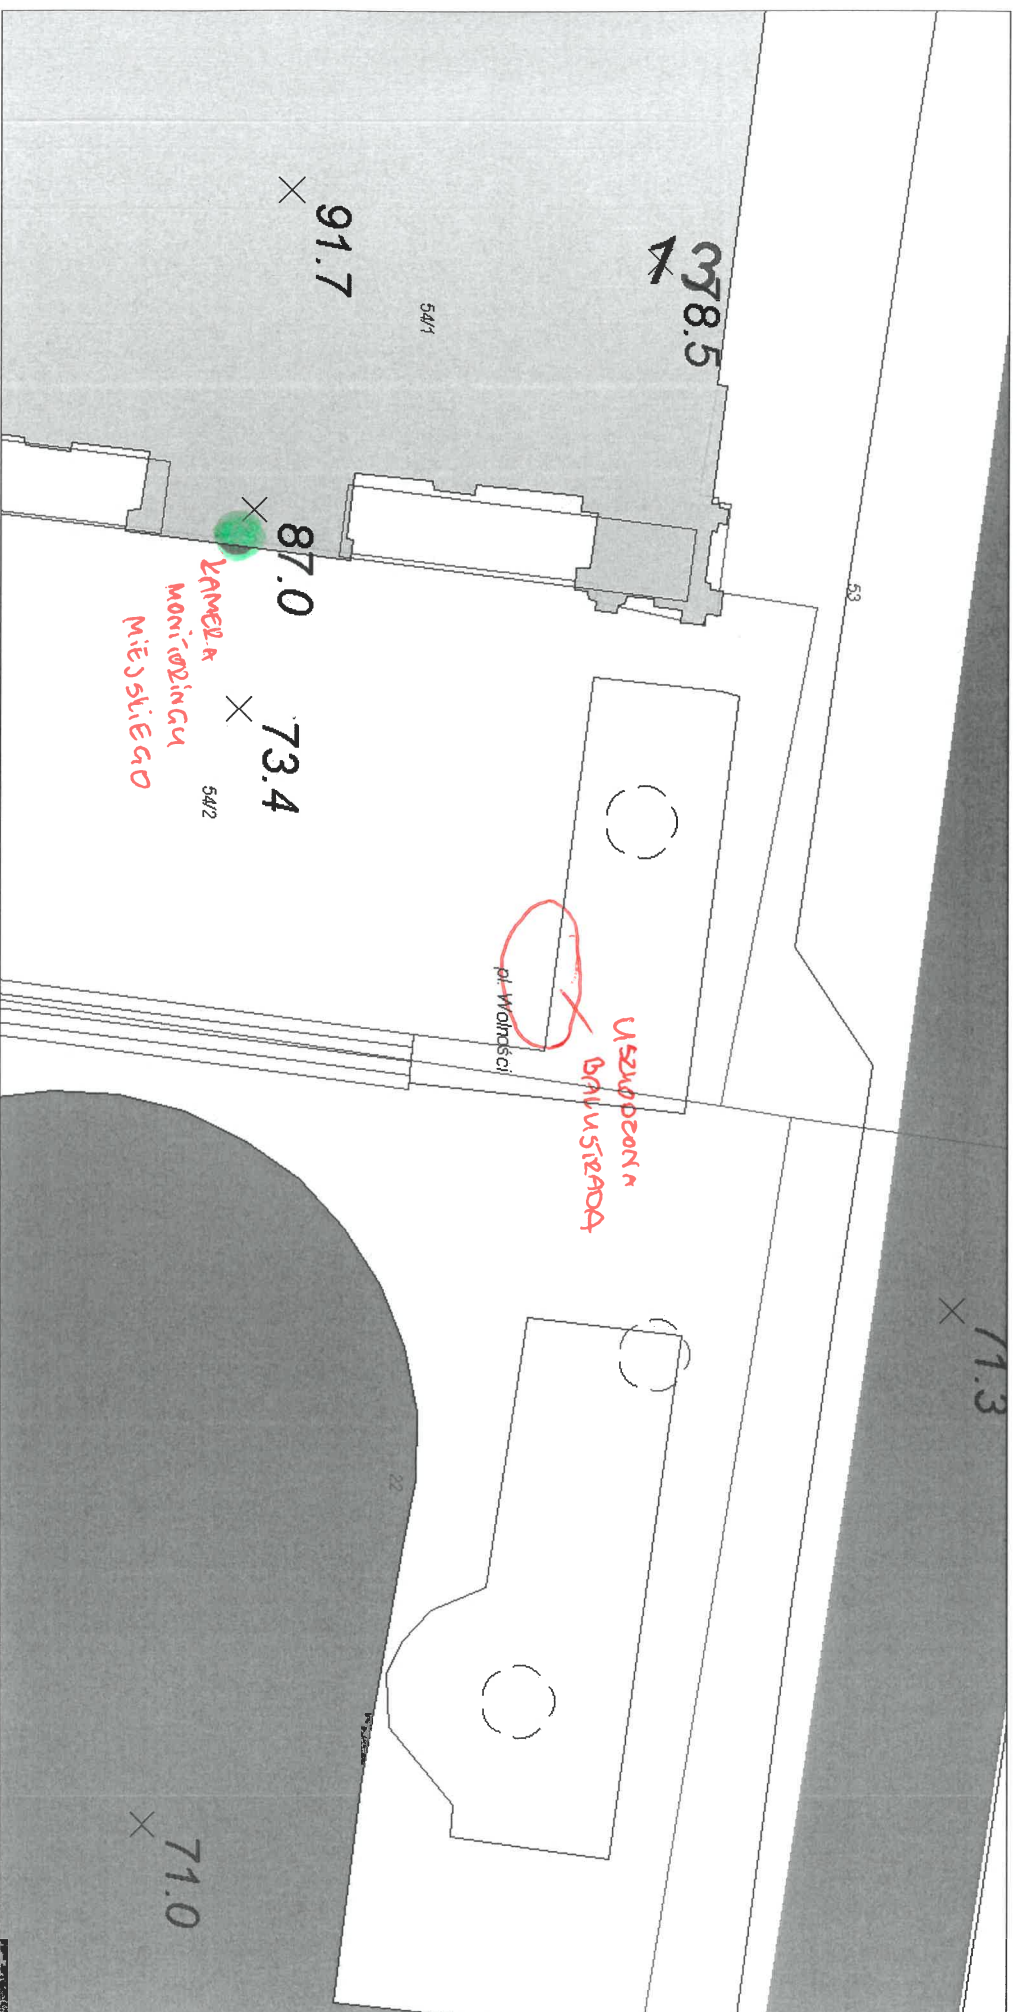 91.7
54/1
13
78.5
87.0
KAMERA
MONITORINGU
MIEJSKIEGO
73.4
54/2
53
pl. Wolności
USZKODZONA
BALUSTRADA
71.3
22
71.0